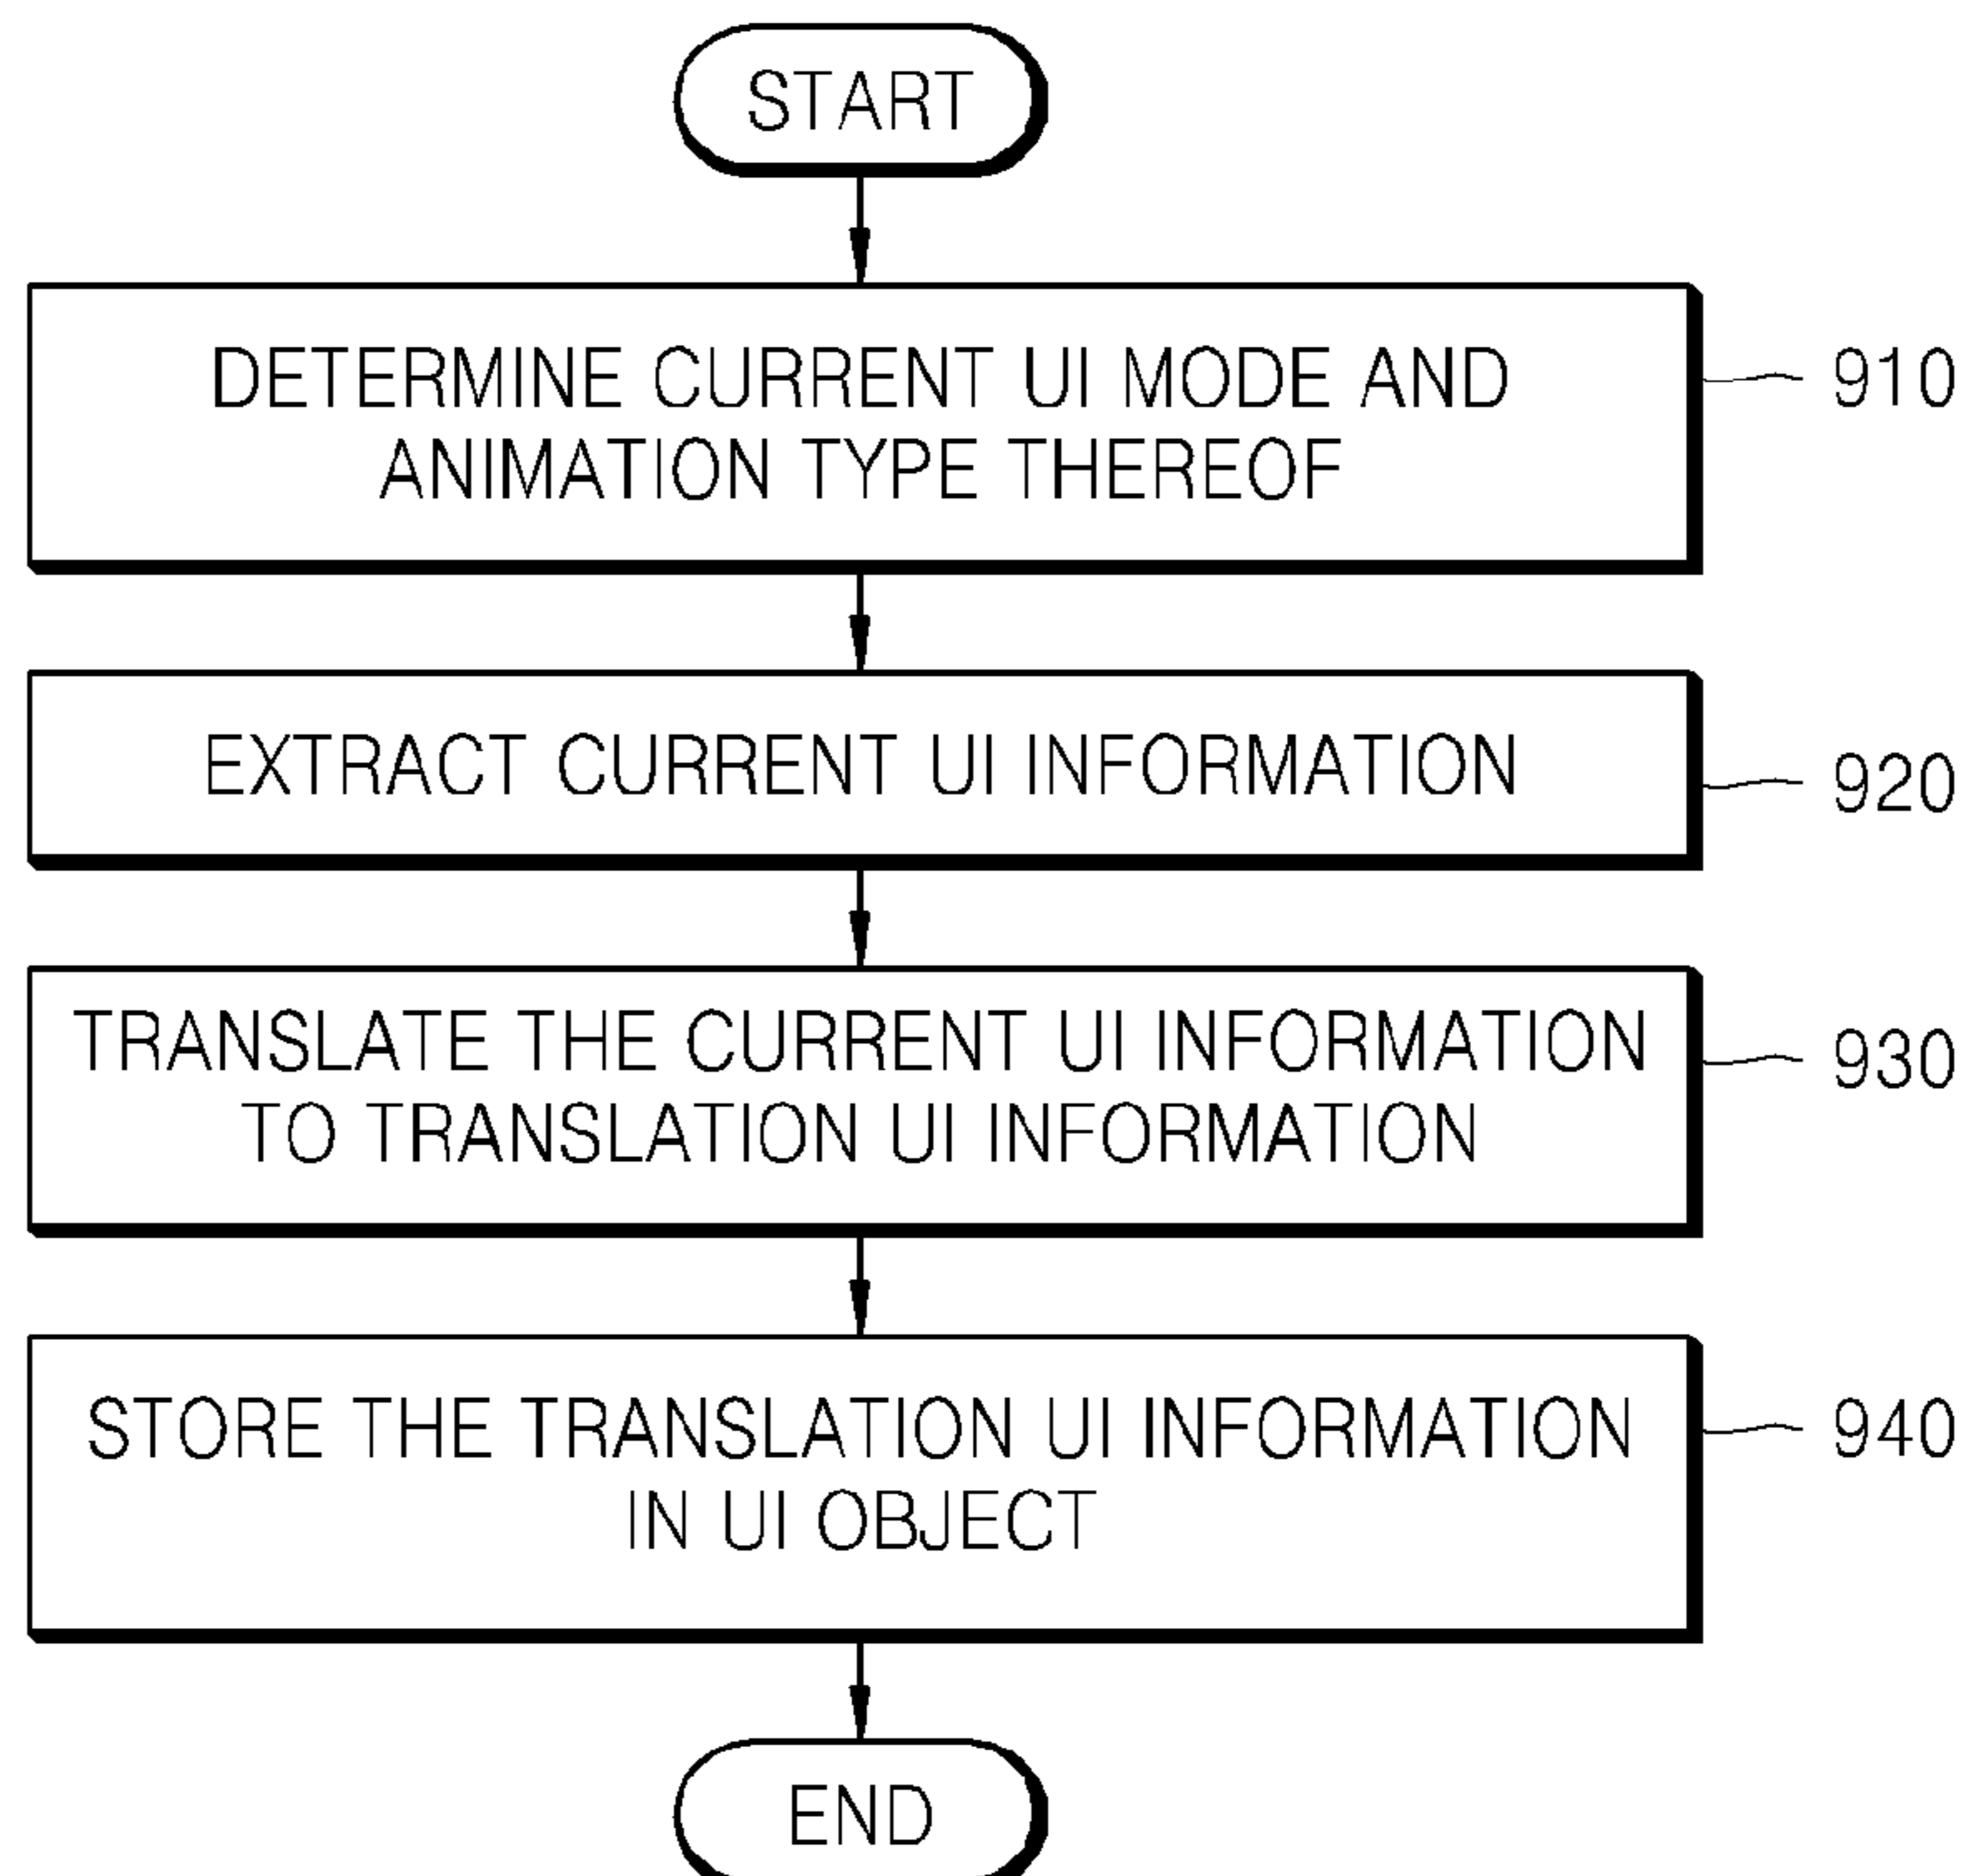 START
DETERMINE CURRENT UI MODE AND
ANIMATION TYPE THEREOF
910
EXTRACT CURRENT UI INFORMATION
920
TRANSLATE THE CURRENT UI INFORMATION
TO TRANSLATION UI INFORMATION
930
STORE THE TRANSLATION UI INFORMATION
IN UI OBJECT
940
END